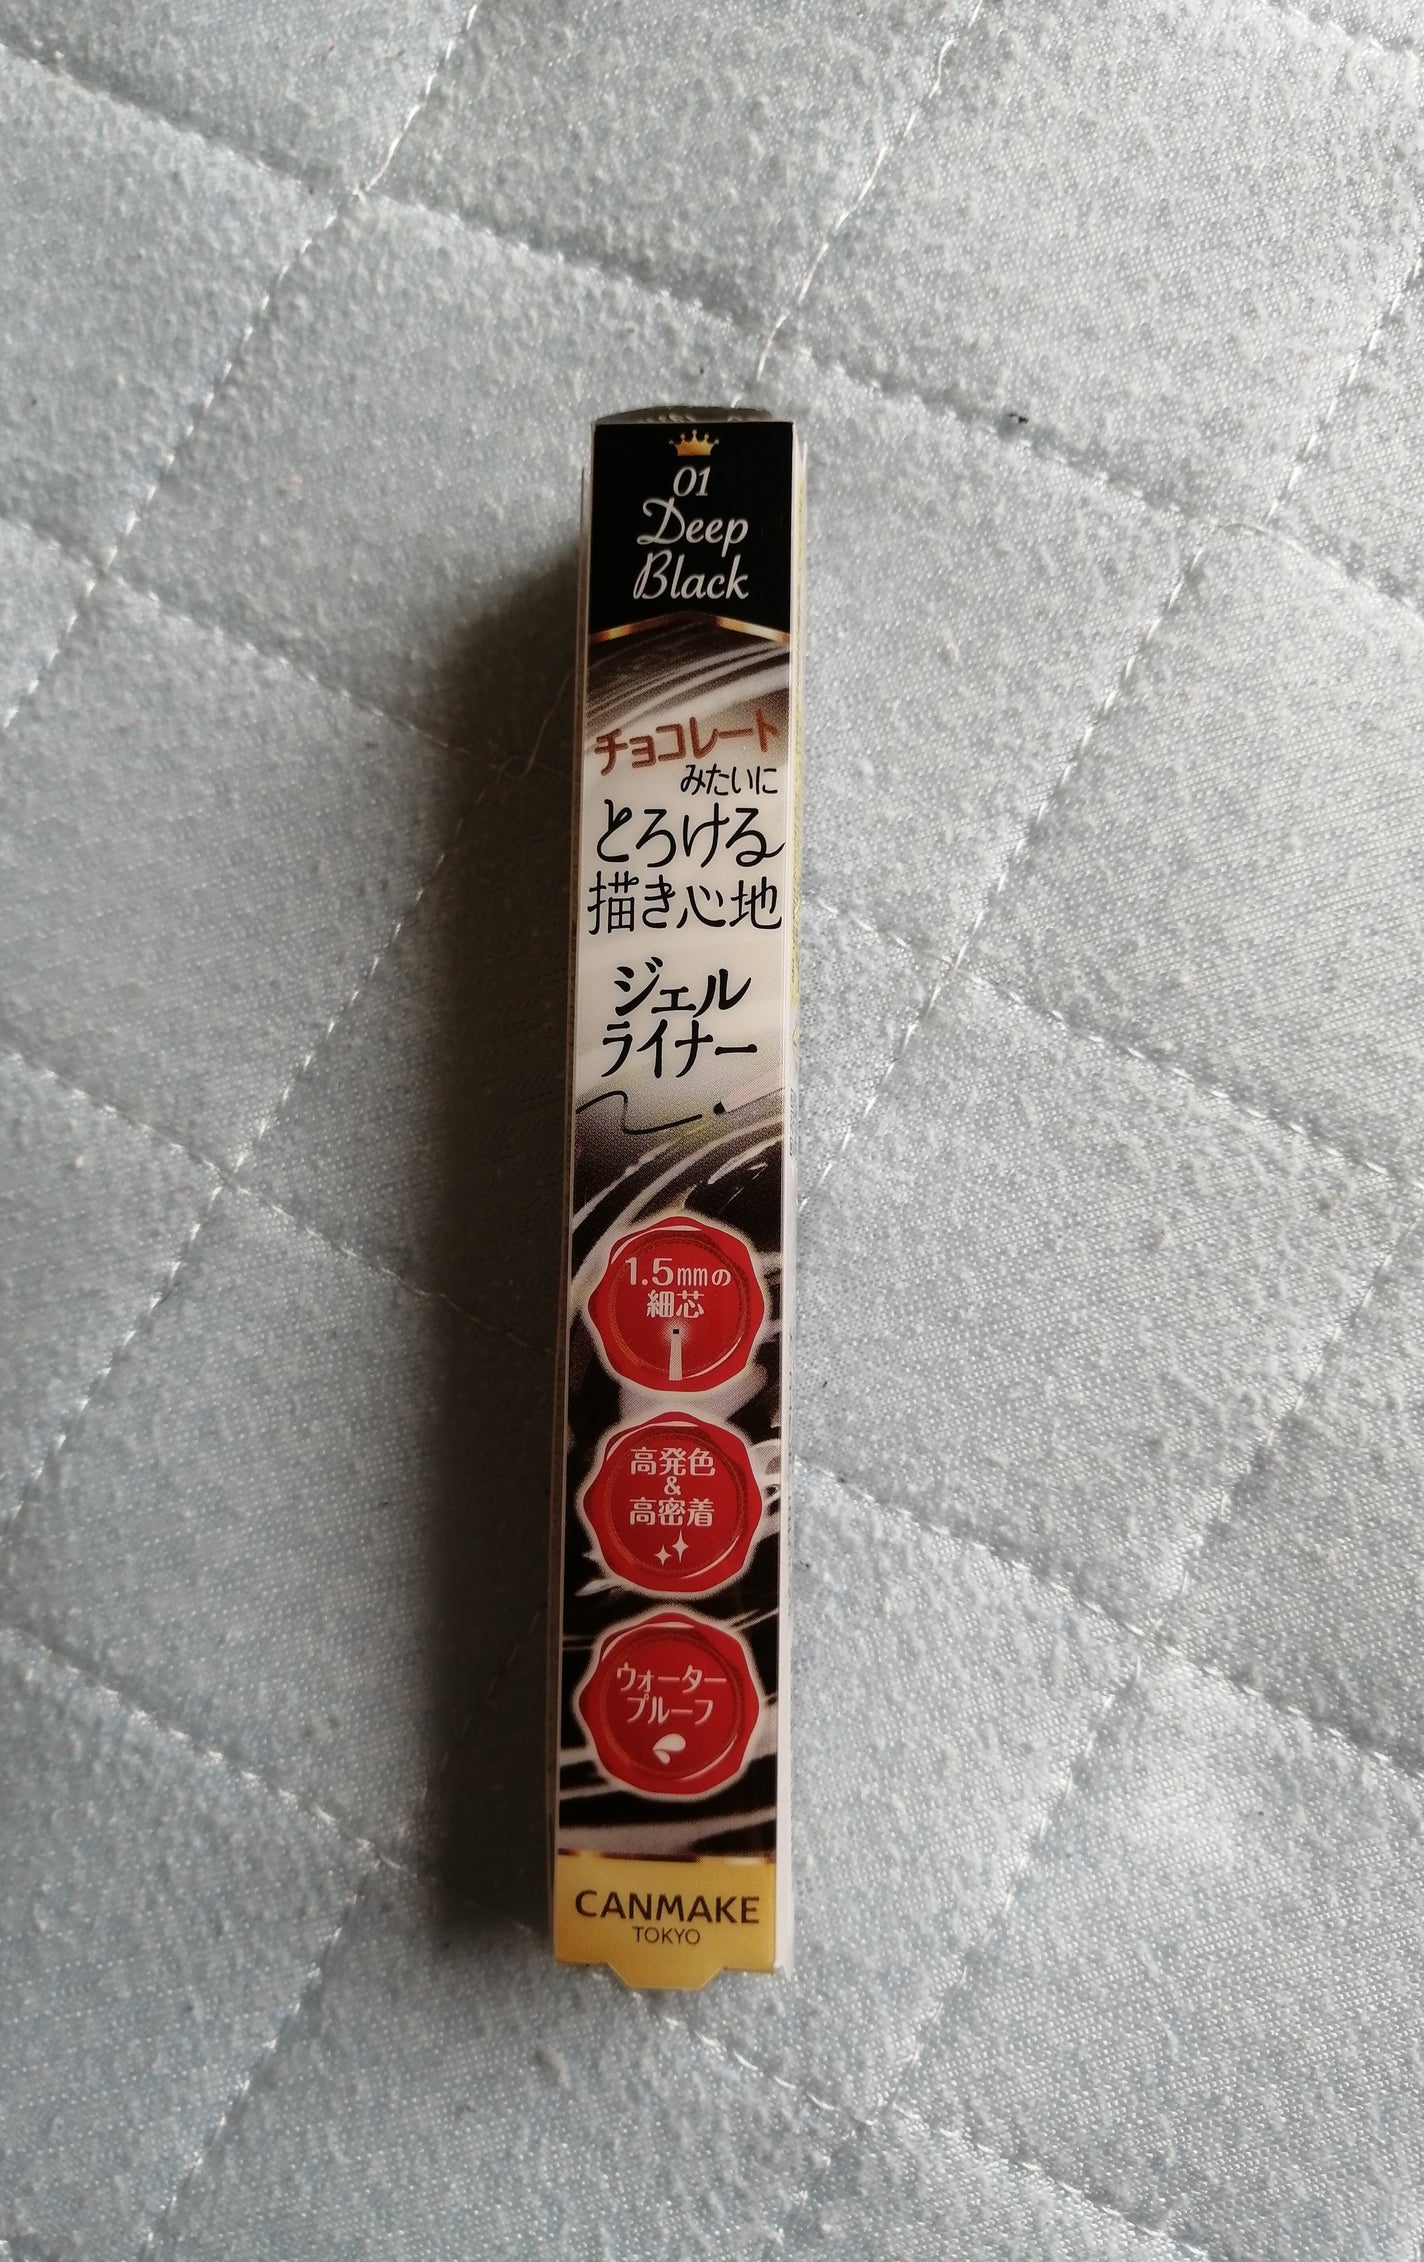 01
Deep
Black
チョコレート
みたいに
とろける
描き心地
ジェル
ライナー
1.5mmの
細芯
高発色
&
高密着
ウォーター
プルーフ
CANMAKE
TOKYO